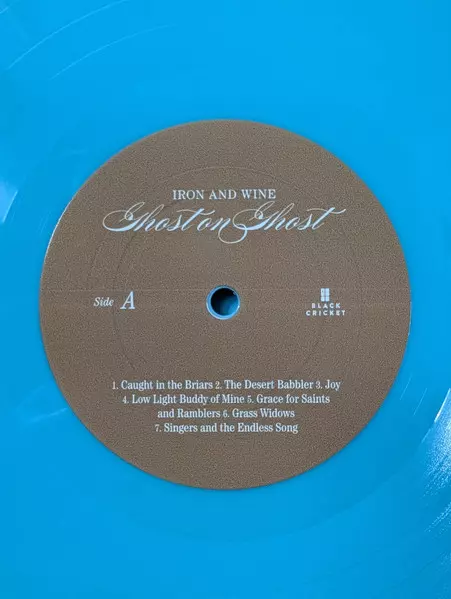 IRON AND WINE
Ghost on Ghost
Side A
BLACK
CRICKET
1. Caught in the Briars 2. The Desert Babbler 3. Joy
4. Low Light Buddy of Mine 5. Grace for Saints
and Ramblers 6. Grass Widows
7. Singers and the Endless Song